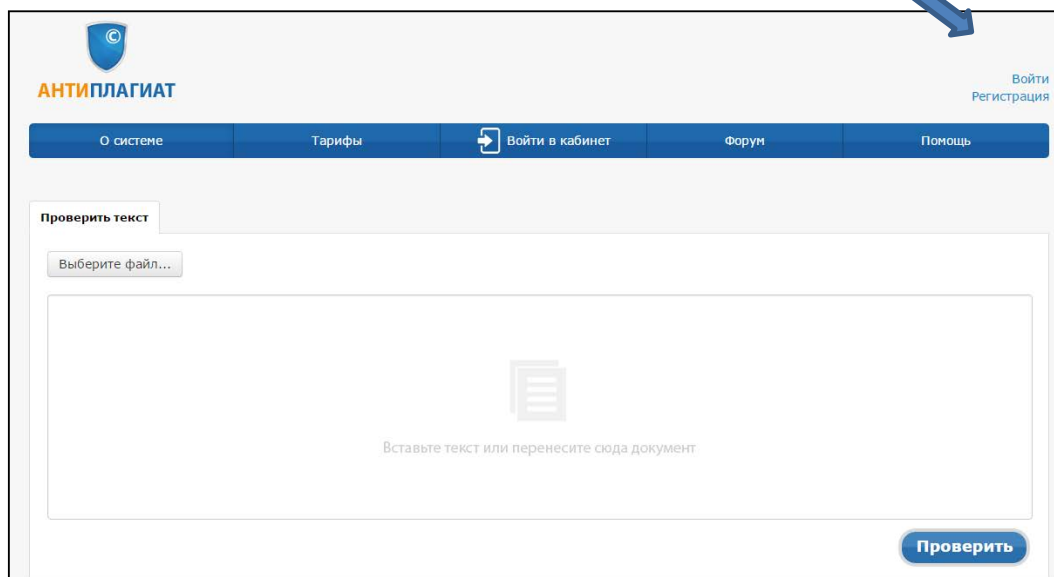 ©
АНТИПЛАГИАТ
Войти
Регистрация
О системе Тарифы Войти в кабинет Форум Помощь
Проверить текст
Выберите файл...
Вставьте текст или перенесите сюда документ
Проверить